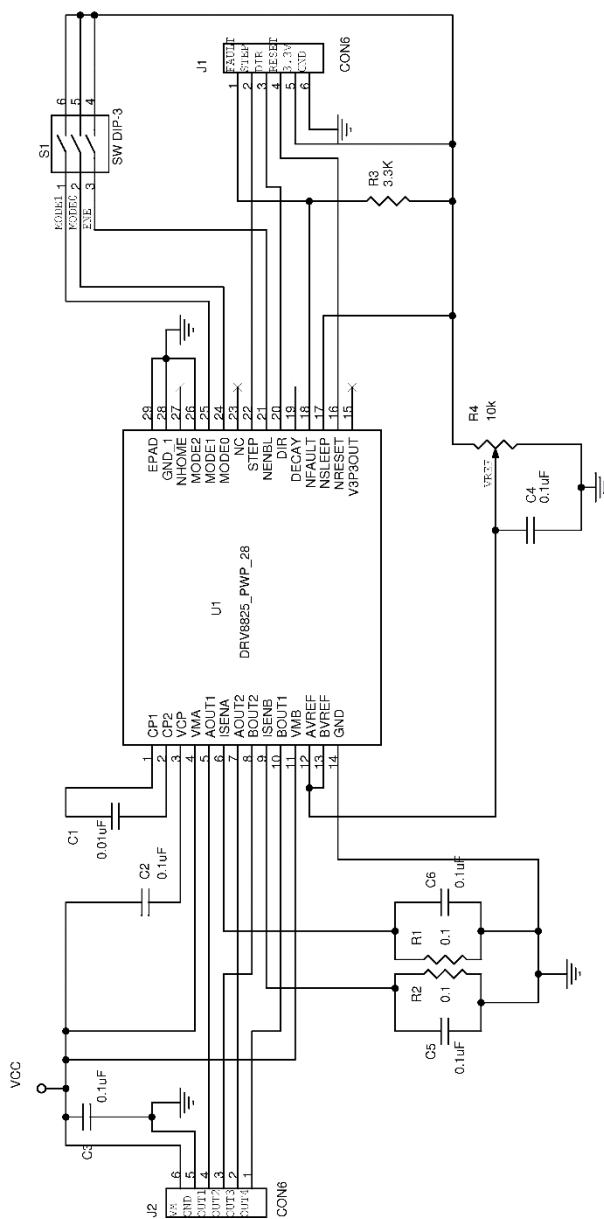 J1
FAULT
STEP
DIR
RESET
3.3V
GND
1
2
3
4
5
6
CON6
S1
6
5
4
1
2
3
SW DIP-3
MODE1
MODE0
ENE
R3
3.3K
R4
10k
VREF
C4
0.1uF
29
28
27
26
25
24
23
22
21
20
19
18
17
16
15
EPAD
GND_1
NHOME
MODE2
MODE1
MODE0
NC
STEP
NENBL
DIR
DECAY
NFAULT
NSLEEP
NRESET
V3P3OUT
U1
DRV8825_PWP_28
CP1
CP2
VCP
VMA
AOUT1
ISENA
AOUT2
BOUT2
ISENB
BOUT1
VMB
AVREF
BVREF
GND
1
2
3
4
5
6
7
8
9
10
11
12
13
14
C1
0.01uF
C2
0.1uF
C6
0.1uF
R1
0.1
R2
0.1
C5
0.1uF
VCC
C3
0.1uF
J2
VM
GND
OUT1
OUT2
OUT3
OUT4
6
5
4
3
2
1
CON6